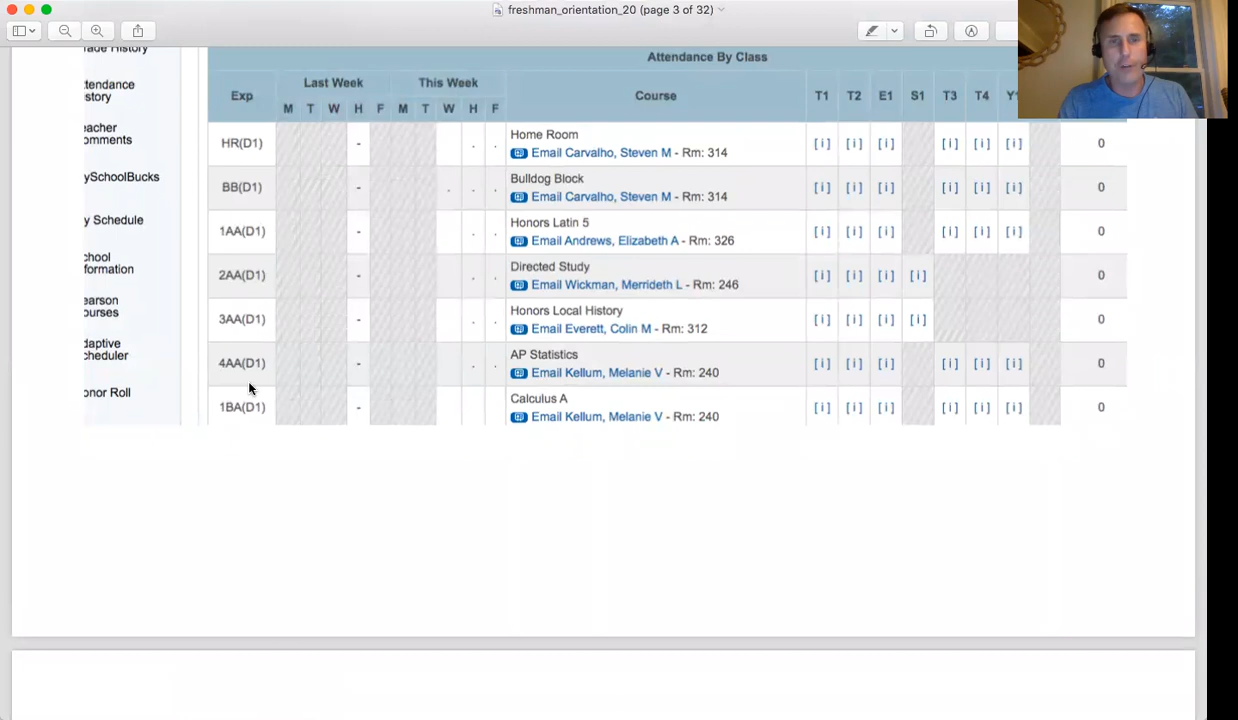 freshman_orientation_20 (page 3 of 32)
rade History
ttendance
story
eacher
omments
ySchoolBucks
y Schedule
chool
formation
earson
ourses
daptive
cheduler
onor Roll
Attendance By Class
Exp Last Week This Week Course T1 T2 E1 S1 T3 T4 Y1
M T W H F M T W H F
HR(D1) - . . Home Room [i] [i] [i] [i] [i] [i] 0
Email Carvalho, Steven M - Rm: 314
BB(D1) - . . . Bulldog Block [i] [i] [i] [i] [i] [i] 0
Email Carvalho, Steven M - Rm: 314
1AA(D1) - . . Honors Latin 5 [i] [i] [i] [i] [i] [i] 0
Email Andrews, Elizabeth A - Rm: 326
2AA(D1) - . . Directed Study [i] [i] [i] [i] 0
Email Wickman, Merrideth L - Rm: 246
3AA(D1) - . . Honors Local History [i] [i] [i] [i] 0
Email Everett, Colin M - Rm: 312
4AA(D1) - . . AP Statistics [i] [i] [i] [i] [i] [i] 0
Email Kellum, Melanie V - Rm: 240
1BA(D1) - Calculus A [i] [i] [i] [i] [i] [i] 0
Email Kellum, Melanie V - Rm: 240